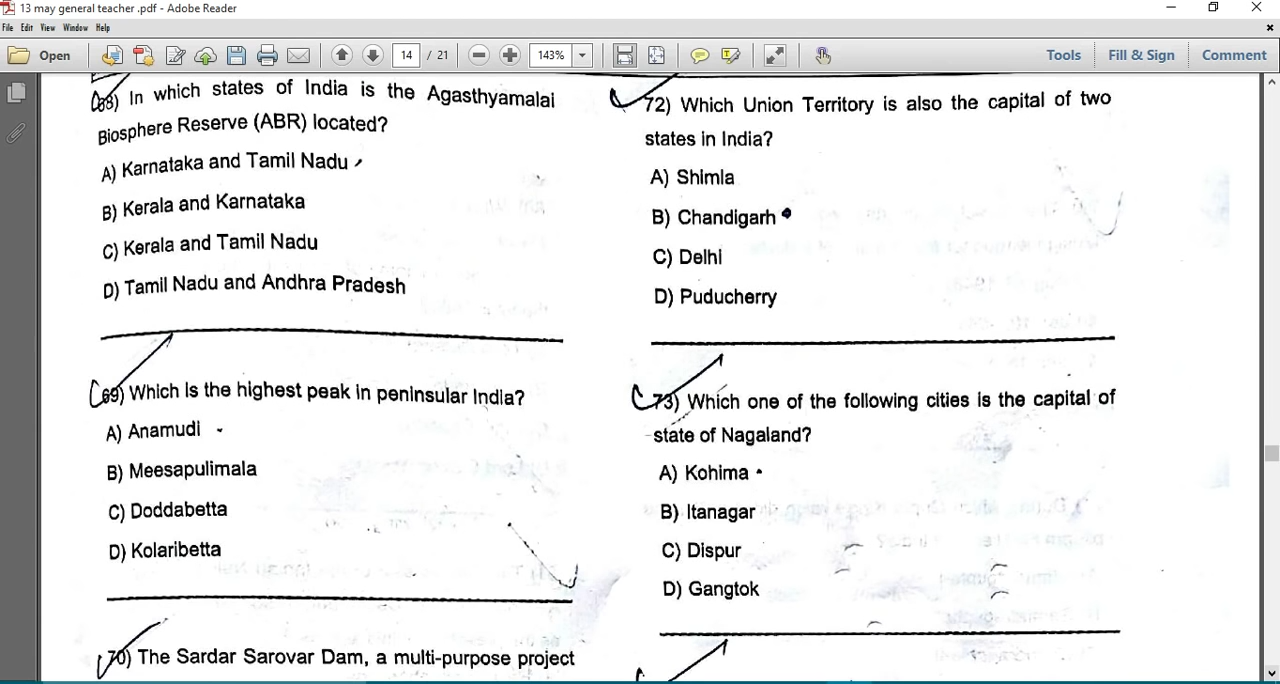 13 may general teacher .pdf - Adobe Reader
File Edit View Window Help
Open
14 / 21
143%
Tools
Fill & Sign
Comment
68) In which states of India is the Agasthyamalai
Biosphere Reserve (ABR) located?
A) Karnataka and Tamil Nadu
B) Kerala and Karnataka
C) Kerala and Tamil Nadu
D) Tamil Nadu and Andhra Pradesh
69) Which is the highest peak in peninsular India?
A) Anamudi
B) Meesapulimala
C) Doddabetta
D) Kolaribetta
70) The Sardar Sarovar Dam, a multi-purpose project
72) Which Union Territory is also the capital of two
states in India?
A) Shimla
B) Chandigarh
C) Delhi
D) Puducherry
73) Which one of the following cities is the capital of
state of Nagaland?
A) Kohima
B) Itanagar
C) Dispur
D) Gangtok